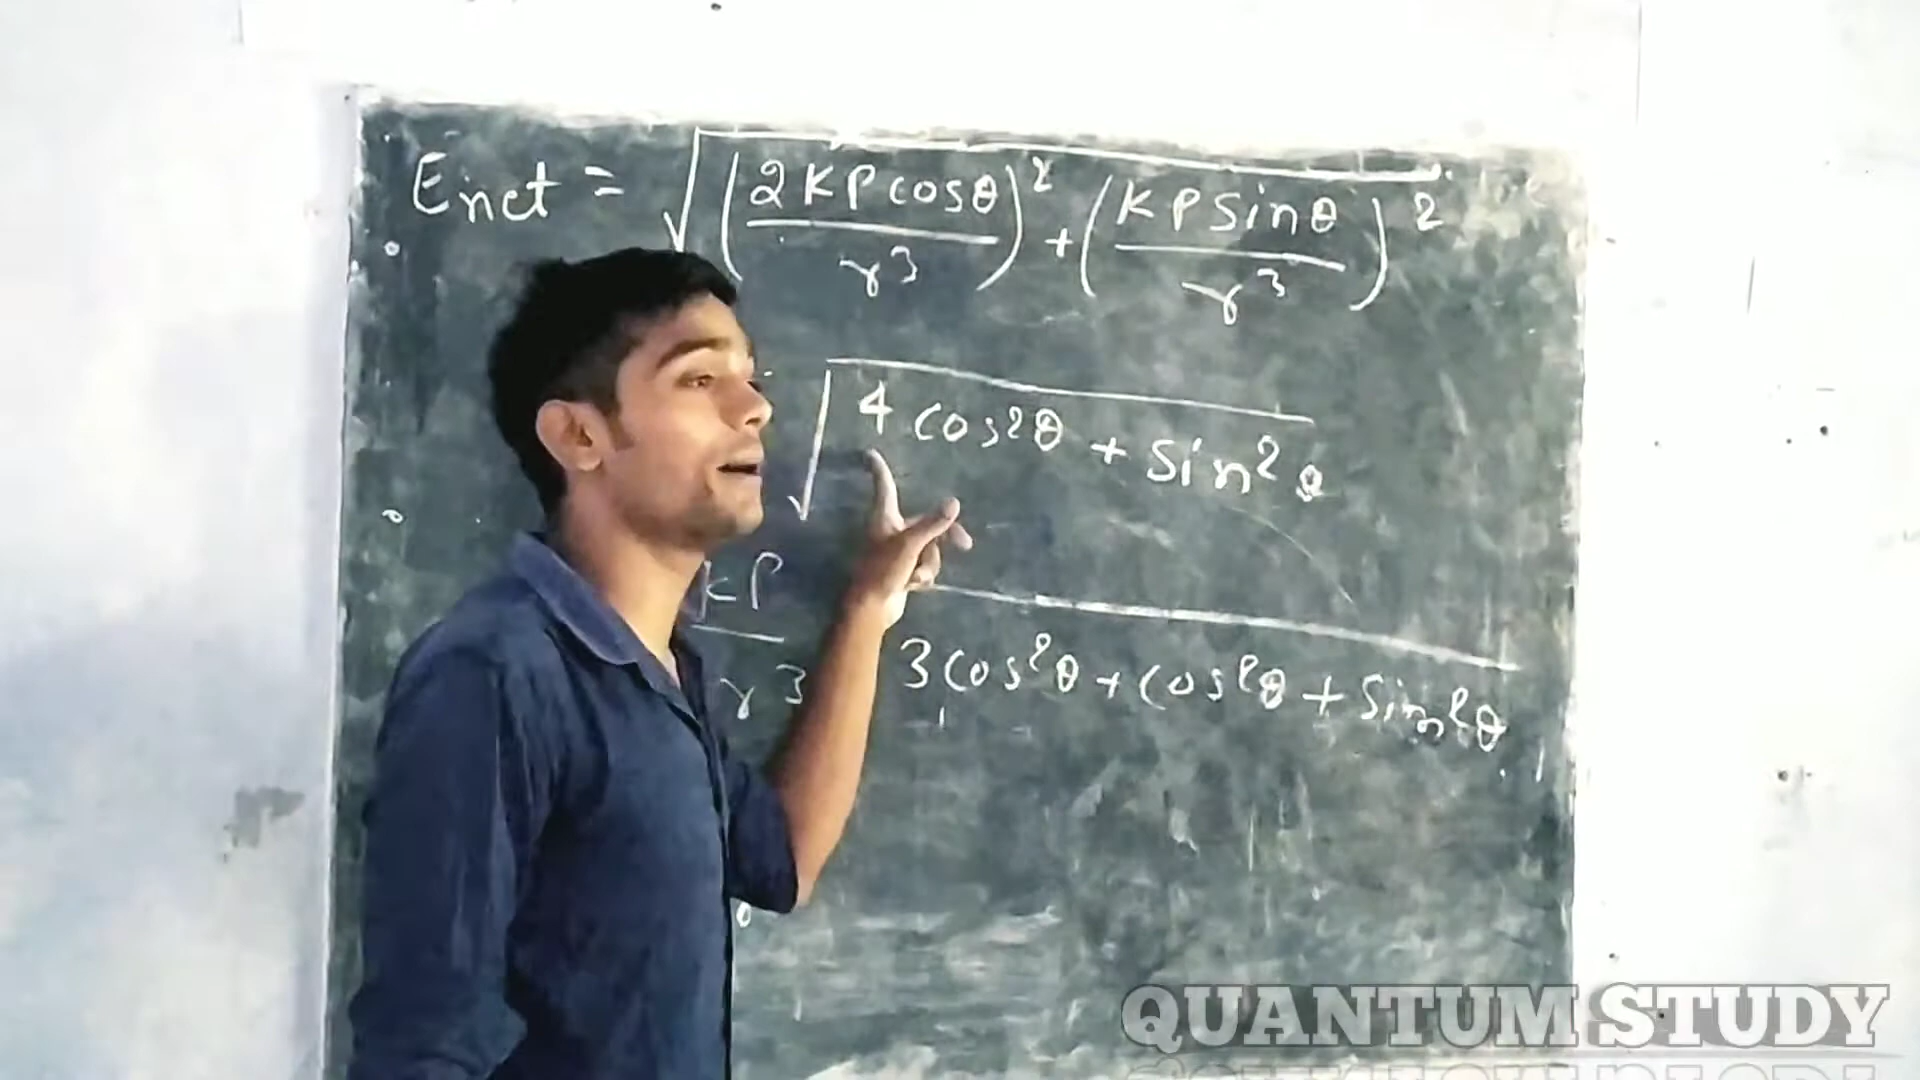 Enet = √(2KPcosθ/r³)² + (KPSinθ/r³)²
√4cos²θ + Sin²θ
KP/r³ 3cos²θ + cos²θ + Sin²θ
QUANTUM STUDY